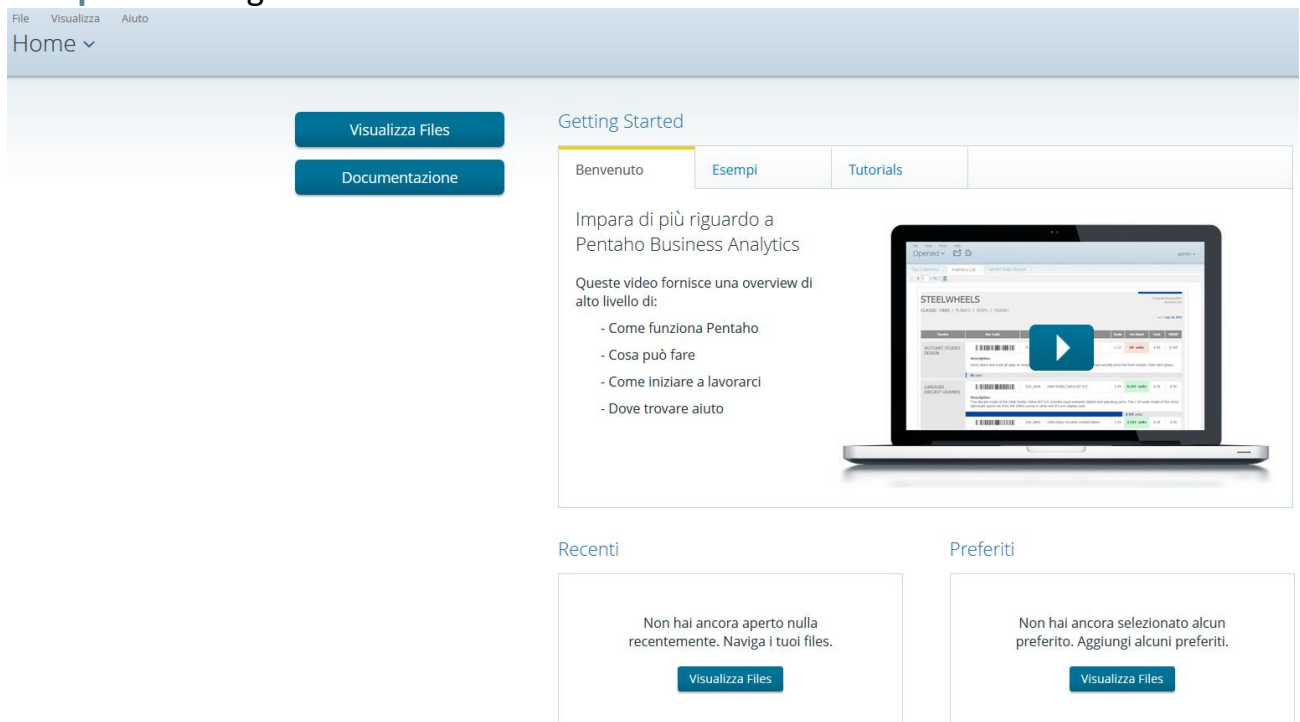 File Visualizza Aiuto
Home
Visualizza Files
Documentazione
Getting Started
Benvenuto Esempi Tutorials
Impara di più riguardo a
Pentaho Business Analytics
Queste video fornisce una overview di
alto livello di:
- Come funziona Pentaho
- Cosa può fare
- Come iniziare a lavorarci
- Dove trovare aiuto
Opened
STEELWHEELS
Recenti
Non hai ancora aperto nulla
recentemente. Naviga i tuoi files.
Visualizza Files
Preferiti
Non hai ancora selezionato alcun
preferito. Aggiungi alcuni preferiti.
Visualizza Files